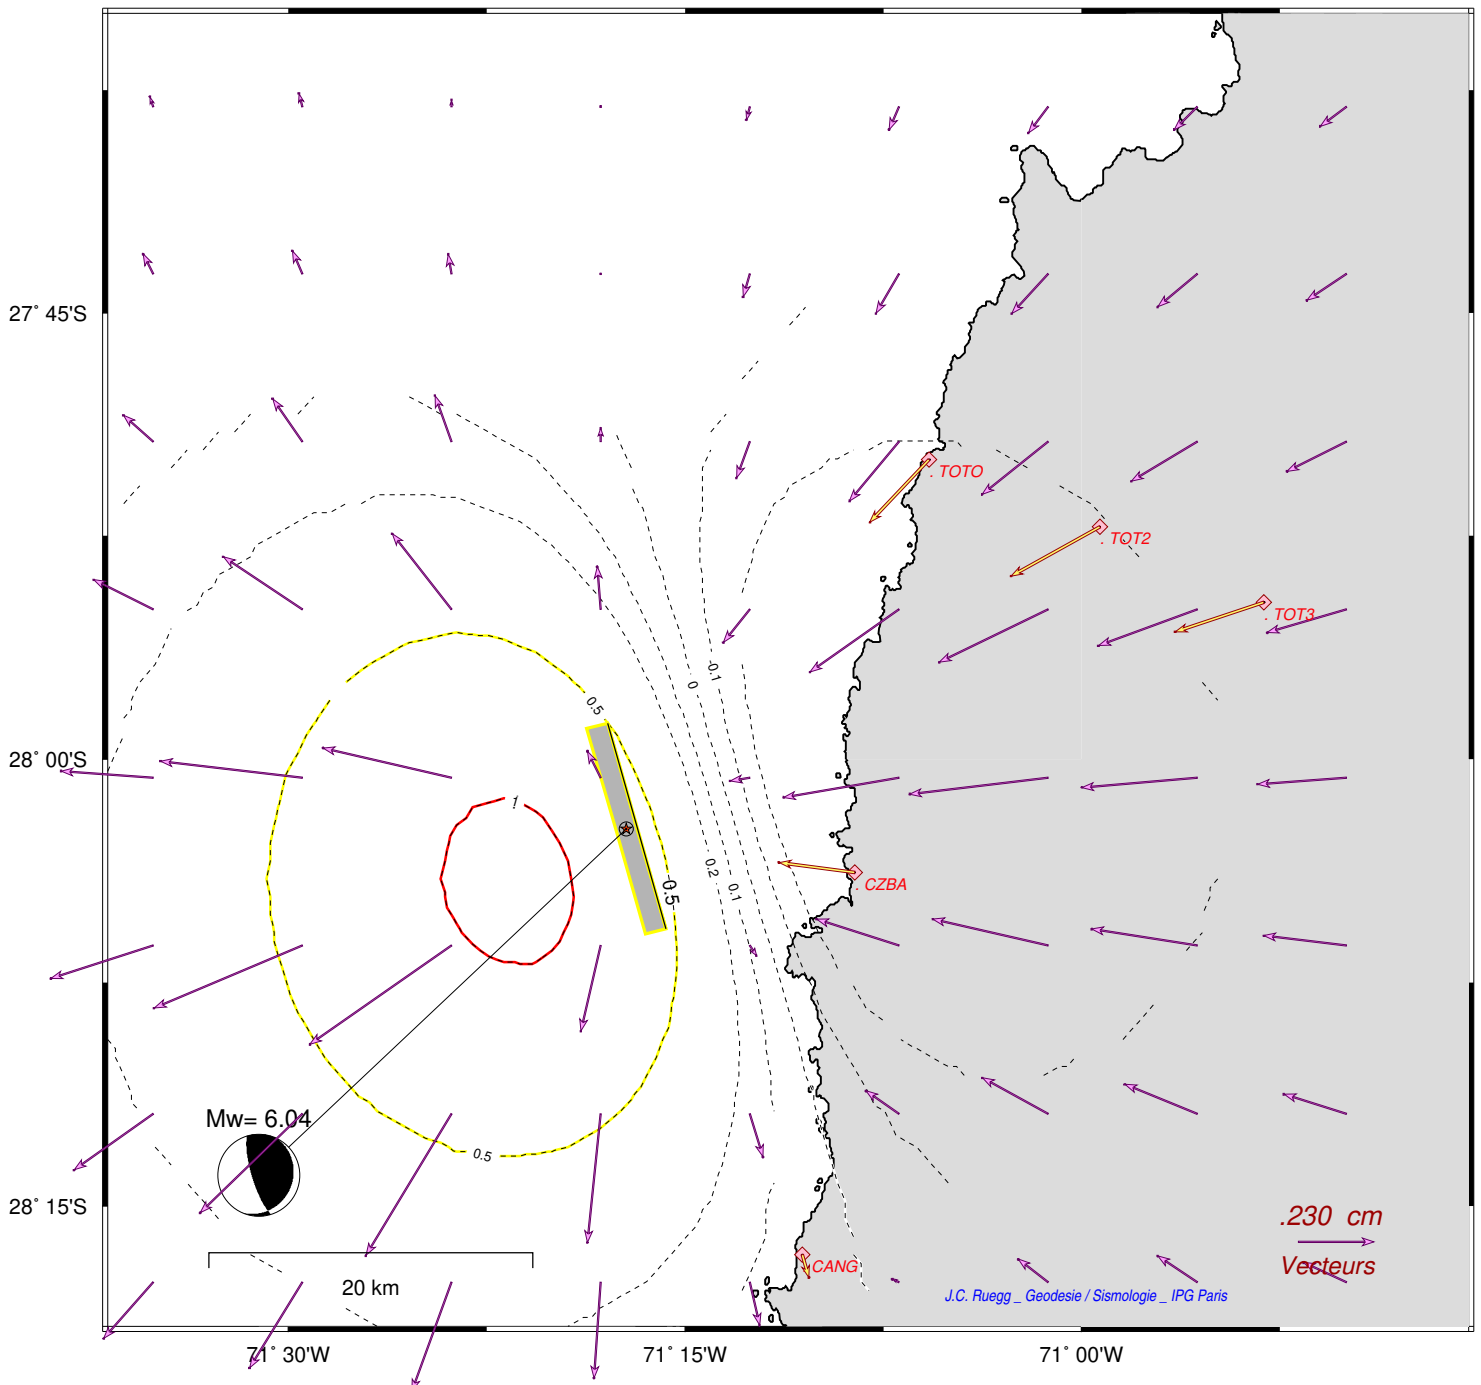 27° 45'S
. TOTO
. TOT2
. TOT3
-0.1
0
0.5
28° 00'S
1
0.2
0.1
0.5
. CZBA
Mw= 6.04
0.5
28° 15'S
.230 cm
Vecteurs
. CANG
20 km
J.C. Ruegg _ Geodesie / Sismologie _ IPG Paris
71° 30'W
71° 15'W
71° 00'W